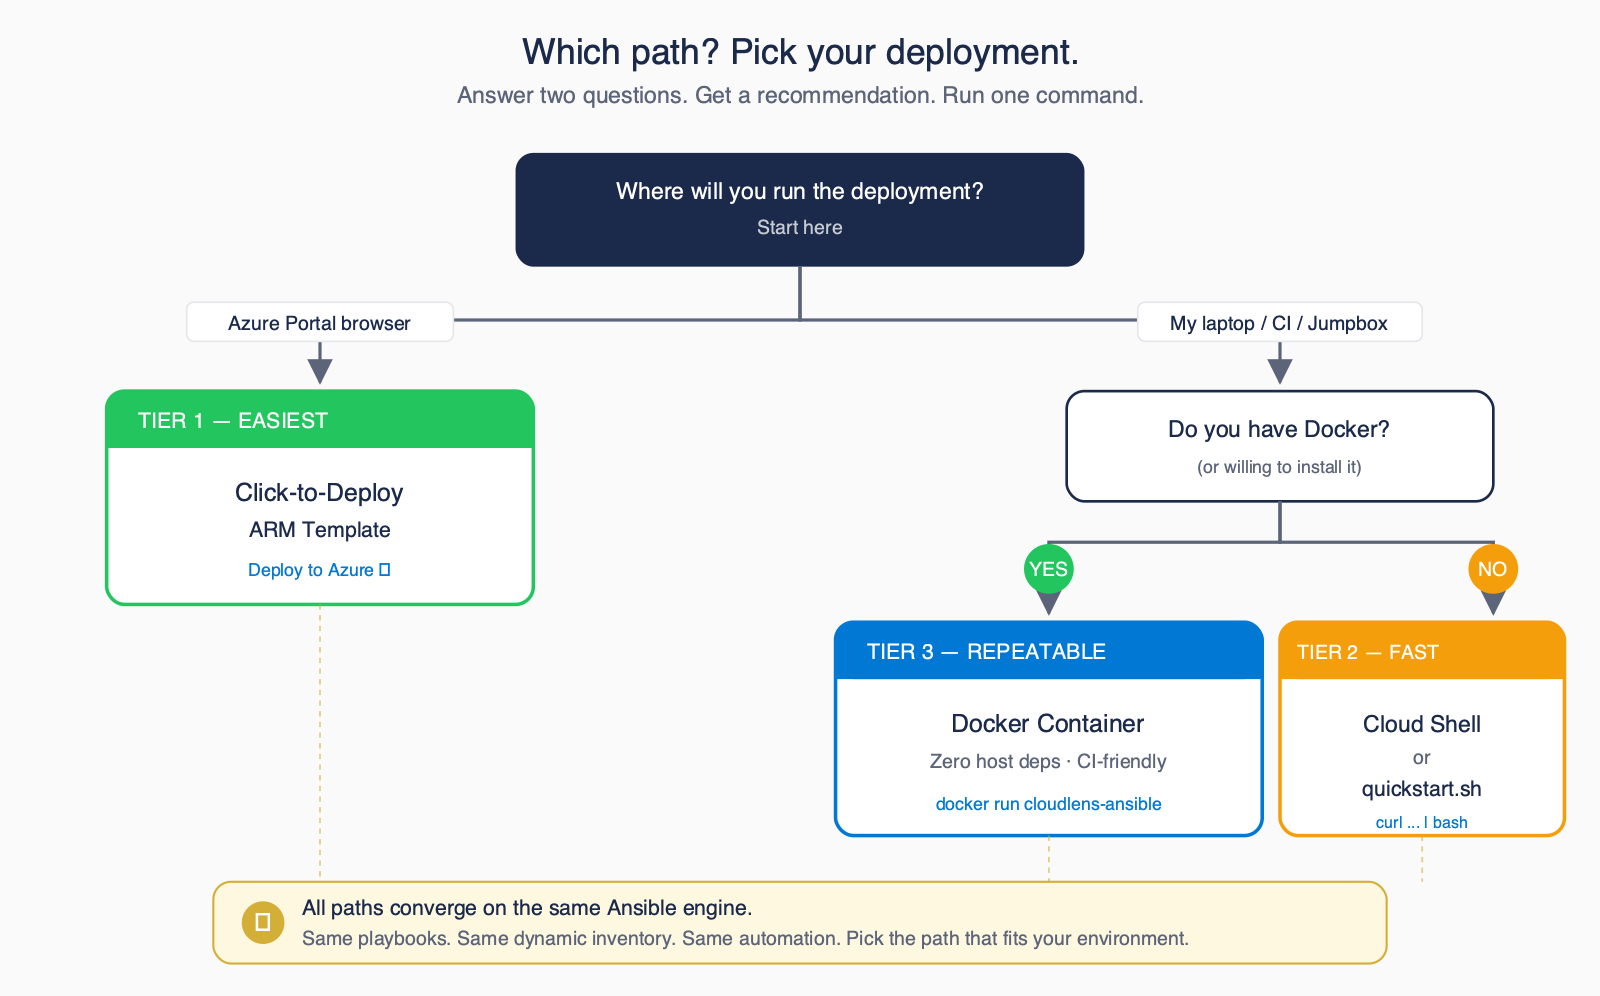 Which path? Pick your deployment.
Answer two questions. Get a recommendation. Run one command.
Where will you run the deployment?
Start here
Azure Portal browser
My laptop / CI / Jumpbox
TIER 1 — EASIEST
Click-to-Deploy
ARM Template
Deploy to Azure
Do you have Docker?
(or willing to install it)
YES
NO
TIER 3 — REPEATABLE
Docker Container
Zero host deps · CI-friendly
docker run cloudlens-ansible
TIER 2 — FAST
Cloud Shell
or
quickstart.sh
curl ... | bash
All paths converge on the same Ansible engine.
Same playbooks. Same dynamic inventory. Same automation. Pick the path that fits your environment.